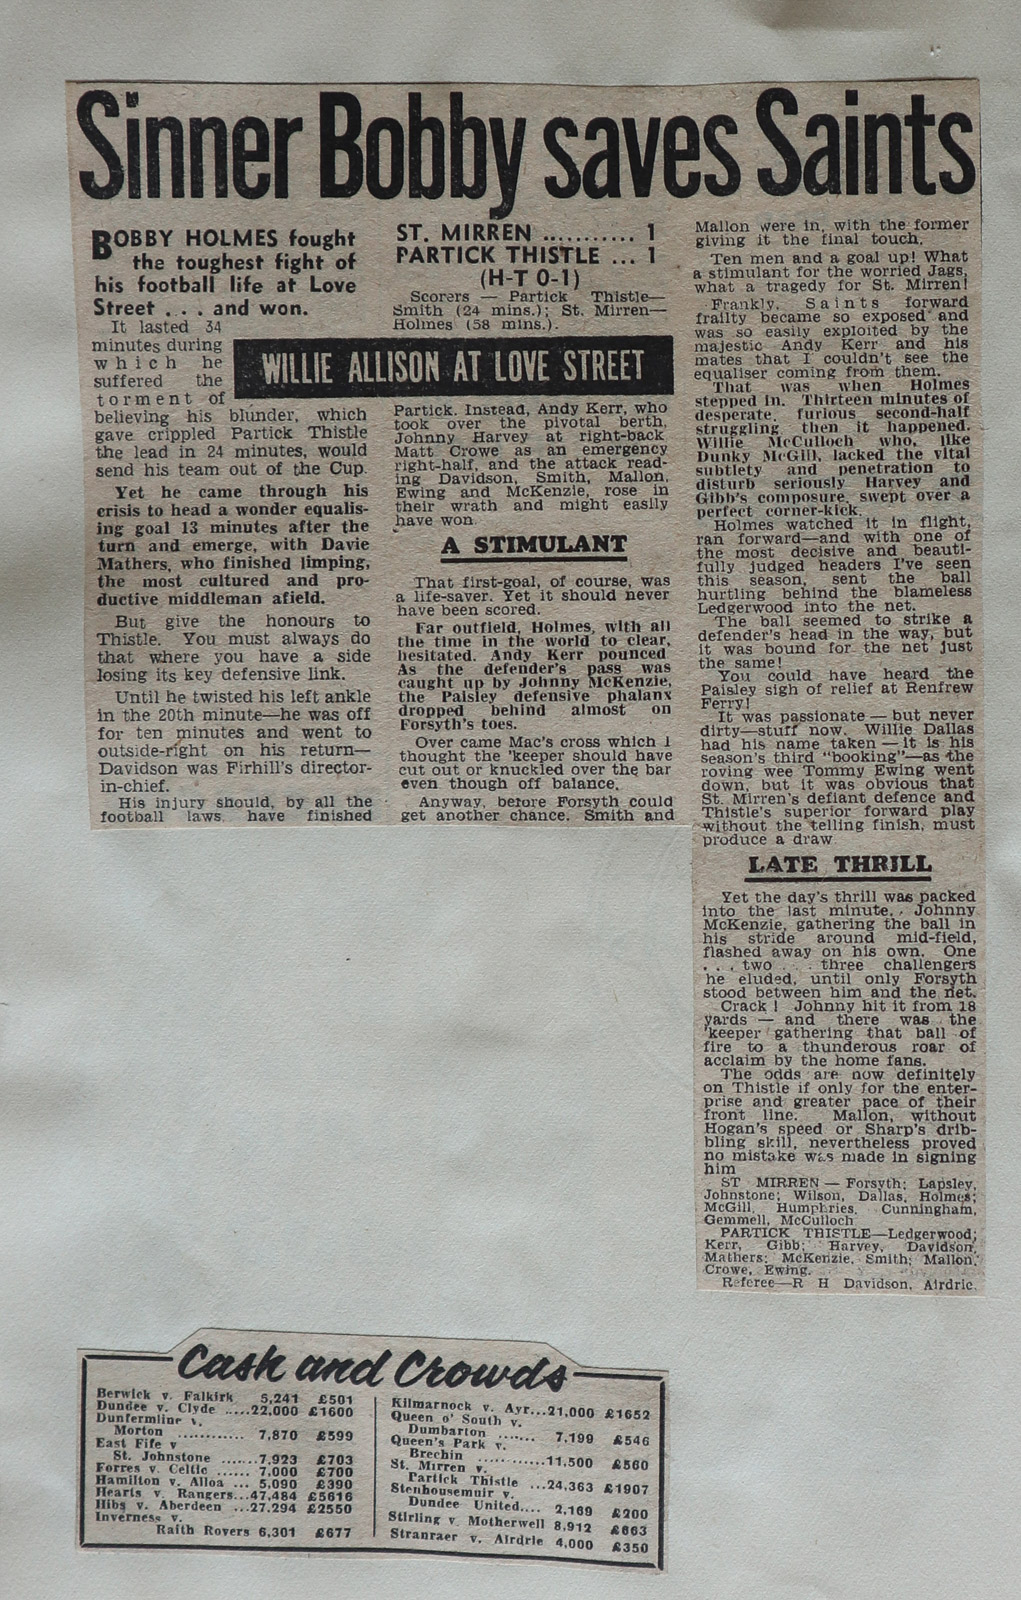 Sinner Bobby saves Saints
BOBBY HOLMES fought
the toughest fight of
his football life at Love
Street . . . and won.
It lasted 34
minutes during
which he
suffered the
torment of
believing his blunder, which
gave crippled Partick Thistle
the lead in 24 minutes, would
send his team out of the Cup.
Yet he came through his
crisis to head a wonder equalis-
ing goal 13 minutes after the
turn and emerge, with Davie
Mathers, who finished limping,
the most cultured and pro-
ductive middleman afield.
But give the honours to
Thistle. You must always do
that where you have a side
losing its key defensive link.
Until he twisted his left ankle
in the 20th minute—he was off
for ten minutes and went to
outside-right on his return—
Davidson was Firhill's director-
in-chief.
His injury should, by all the
football laws, have finished
ST. MIRREN ........... 1
PARTICK THISTLE ... 1
(H-T 0-1)
Scorers — Partick Thistle—
Smith (24 mins.); St. Mirren—
Holmes (58 mins.).
WILLIE ALLISON AT LOVE STREET
Partick. Instead, Andy Kerr, who
took over the pivotal berth,
Johnny Harvey at right-back
Matt Crowe as an emergency
right-half, and the attack read-
ing Davidson, Smith, Mallon,
Ewing and McKenzie, rose in
their wrath and might easily
have won
A STIMULANT
That first-goal, of course, was
a life-saver. Yet it should never
have been scored.
Far outfield, Holmes, with all
the time in the world to clear,
hesitated. Andy Kerr pounced
As the defender's pass was
caught up by Johnny McKenzie,
the Paisley defensive phalanx
dropped behind almost on
Forsyth's toes.
Over came Mac's cross which I
thought the 'keeper should have
cut out or knuckled over the bar
even though off balance.
Anyway, before Forsyth could
get another chance. Smith and
Mallon were in, with the former
giving it the final touch.
Ten men and a goal up! What
a stimulant for the worried Jags,
what a tragedy for St. Mirren!
Frankly, Saints forward
frailty became so exposed and
was so easily exploited by the
majestic Andy Kerr and his
mates that I couldn't see the
equaliser coming from them.
That was when Holmes
stepped in. Thirteen minutes of
desperate, furious second-half
struggling, then it happened.
Willie McCulloch who, like
Dunky McGill, lacked the vital
subtlety and penetration to
disturb seriously Harvey and
Gibb's composure, swept over a
perfect corner-kick.
Holmes watched it in flight,
ran forward—and with one of
the most decisive and beauti-
fully judged headers I've seen
this season, sent the ball
hurtling behind the blameless
Ledgerwood into the net.
The ball seemed to strike a
defender's head in the way, but
it was bound for the net just
the same!
You could have heard the
Paisley sigh of relief at Renfrew
Ferry!
It was passionate — but never
dirty—stuff now. Willie Dallas
had his name taken — it is his
season's third "booking"—as the
roving wee Tommy Ewing went
down, but it was obvious that
St. Mirren's defiant defence and
Thistle's superior forward play
without the telling finish, must
produce a draw
LATE THRILL
Yet the day's thrill was packed
into the last minute. Johnny
McKenzie, gathering the ball in
his stride around mid-field,
flashed away on his own. One
. . . two . . . three challengers
he eluded, until only Forsyth
stood between him and the net.
Crack! Johnny hit it from 18
yards — and there was the
'keeper gathering that ball of
fire to a thunderous roar of
acclaim by the home fans.
The odds are now definitely
on Thistle if only for the enter-
prise and greater pace of their
front line. Mallon, without
Hogan's speed or Sharp's drib-
bling skill, nevertheless proved
no mistake was made in signing
him
ST MIRREN — Forsyth; Lapsley,
Johnstone; Wilson, Dallas, Holmes;
McGill, Humphries, Cunningham,
Gemmell, McCulloch
PARTICK THISTLE—Ledgerwood;
Kerr, Gibb; Harvey, Davidson,
Mathers; McKenzie, Smith; Mallon,
Crowe, Ewing.
Referee—R H Davidson, Airdrie.
Cash and Crowds
Berwick v. Falkirk 5,241 £501
Dundee v. Clyde .....22,000 £1600
Dunfermline v.
Morton ........... 7,870 £599
East Fife v
St. Johnstone ......7,923 £703
Forres v. Celtic ...... 7,000 £700
Hamilton v. Alloa ... 5,090 £390
Hearts v. Rangers...47,484 £5616
Hibs v. Aberdeen ...27,294 £2550
Inverness v.
Raith Rovers 6,301 £677
Kilmarnock v. Ayr...21,000 £1652
Queen o' South v.
Dumbarton ....... 7,199 £546
Queen's Park v.
Brechin ............11,500 £560
St. Mirren v.
Partick Thistle ...24,363 £1907
Stenhousemuir v.
Dundee United.... 2,169 £200
Stirling v Motherwell 8,912 £663
Stranraer v. Airdrie 4,000 £350